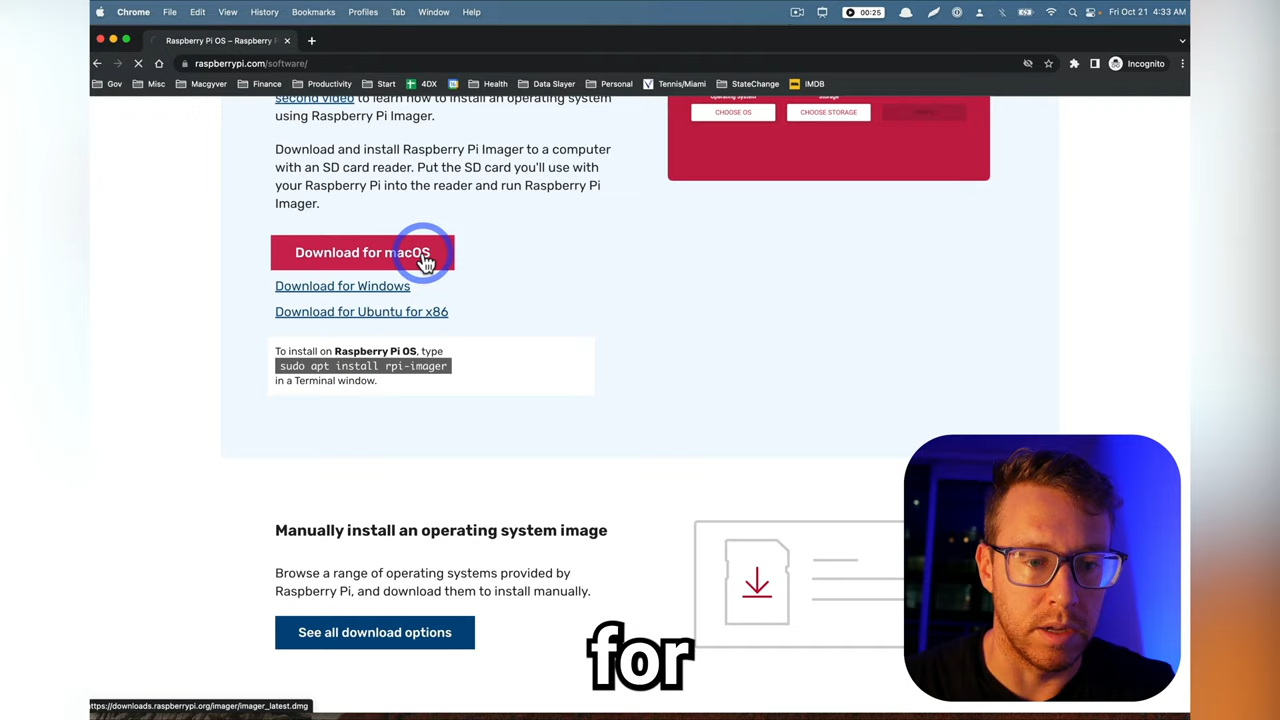 Chrome File Edit View History Bookmarks Profiles Tab Window Help 00:25 Fri Oct 21 4:33 AM
Raspberry Pi OS – Raspberry P
raspberrypi.com/software/ Incognito
Gov Misc Macgyver Finance Productivity Start 4DX Health Data Slayer Personal Tennis/Miami StateChange IMDB
second video to learn how to install an operating system
using Raspberry Pi Imager.
Operating System Storage
CHOOSE OS CHOOSE STORAGE
Download and install Raspberry Pi Imager to a computer
with an SD card reader. Put the SD card you'll use with
your Raspberry Pi into the reader and run Raspberry Pi
Imager.
Download for macOS
Download for Windows
Download for Ubuntu for x86
To install on Raspberry Pi OS, type
sudo apt install rpi-imager
in a Terminal window.
Manually install an operating system image
Browse a range of operating systems provided by
Raspberry Pi, and download them to install manually.
See all download options
for
https://downloads.raspberrypi.org/imager/imager_latest.dmg